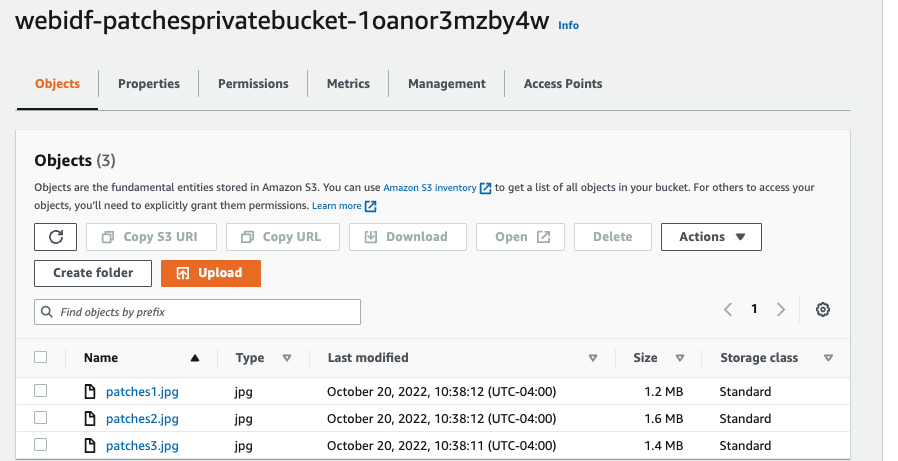 webidf-patchesprivatebucket-1oanor3mzby4w Info
Objects Properties Permissions Metrics Management Access Points
Objects (3)
Objects are the fundamental entities stored in Amazon S3. You can use Amazon S3 inventory to get a list of all objects in your bucket. For others to access your
objects, you'll need to explicitly grant them permissions. Learn more
Copy S3 URI Copy URL Download Open Delete Actions
Create folder Upload
Find objects by prefix 1
Name Type Last modified Size Storage class
patches1.jpg jpg October 20, 2022, 10:38:12 (UTC-04:00) 1.2 MB Standard
patches2.jpg jpg October 20, 2022, 10:38:12 (UTC-04:00) 1.6 MB Standard
patches3.jpg jpg October 20, 2022, 10:38:11 (UTC-04:00) 1.4 MB Standard